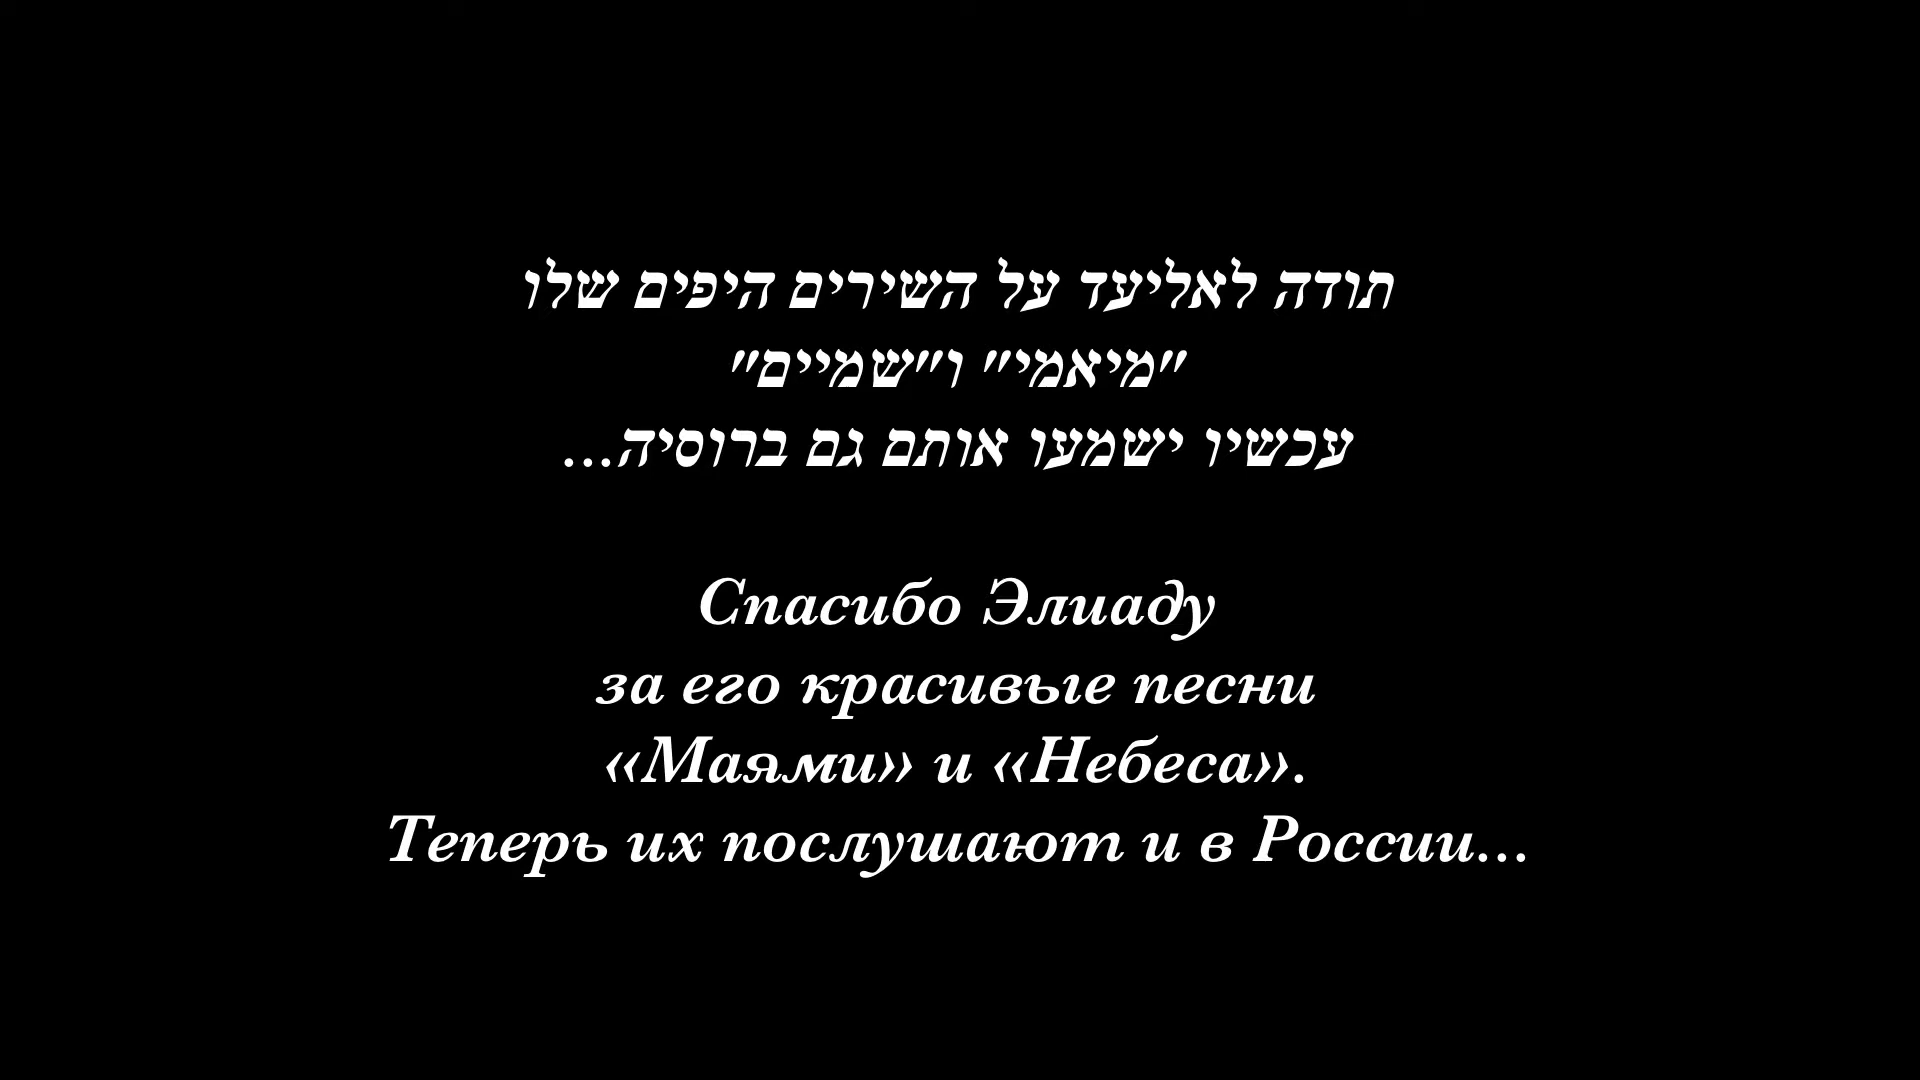 תודה לאליעד על השירים היפים שלו
"מיאמי" ו"שמיים"
עכשיו ישמעו אותם גם ברוסיה...
Спасибо Элиаду
за его красивые песни
«Маями» и «Небеса».
Теперь их послушают и в России...